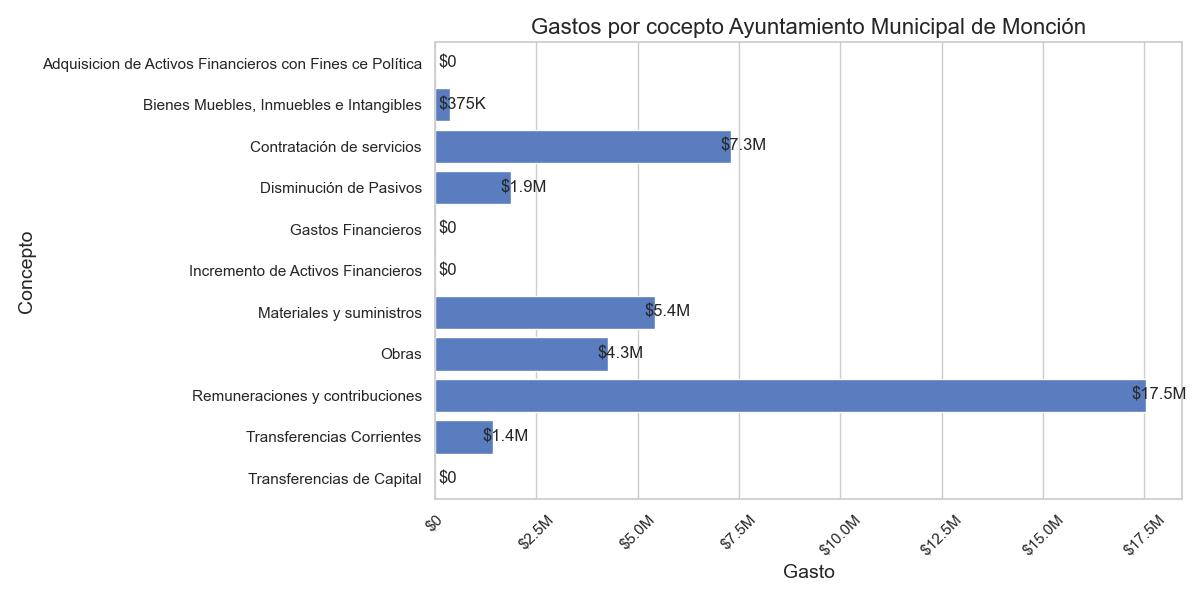 Gastos por cocepto Ayuntamiento Municipal de Monción
Concepto
Adquisicion de Activos Financieros con Fines ce Política $0
Bienes Muebles, Inmuebles e Intangibles $375K
Contratación de servicios $7.3M
Disminución de Pasivos $1.9M
Gastos Financieros $0
Incremento de Activos Financieros $0
Materiales y suministros $5.4M
Obras $4.3M
Remuneraciones y contribuciones $17.5M
Transferencias Corrientes $1.4M
Transferencias de Capital $0
$0 $2.5M $5.0M $7.5M $10.0M $12.5M $15.0M $17.5M
Gasto